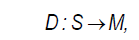 D : S → M,